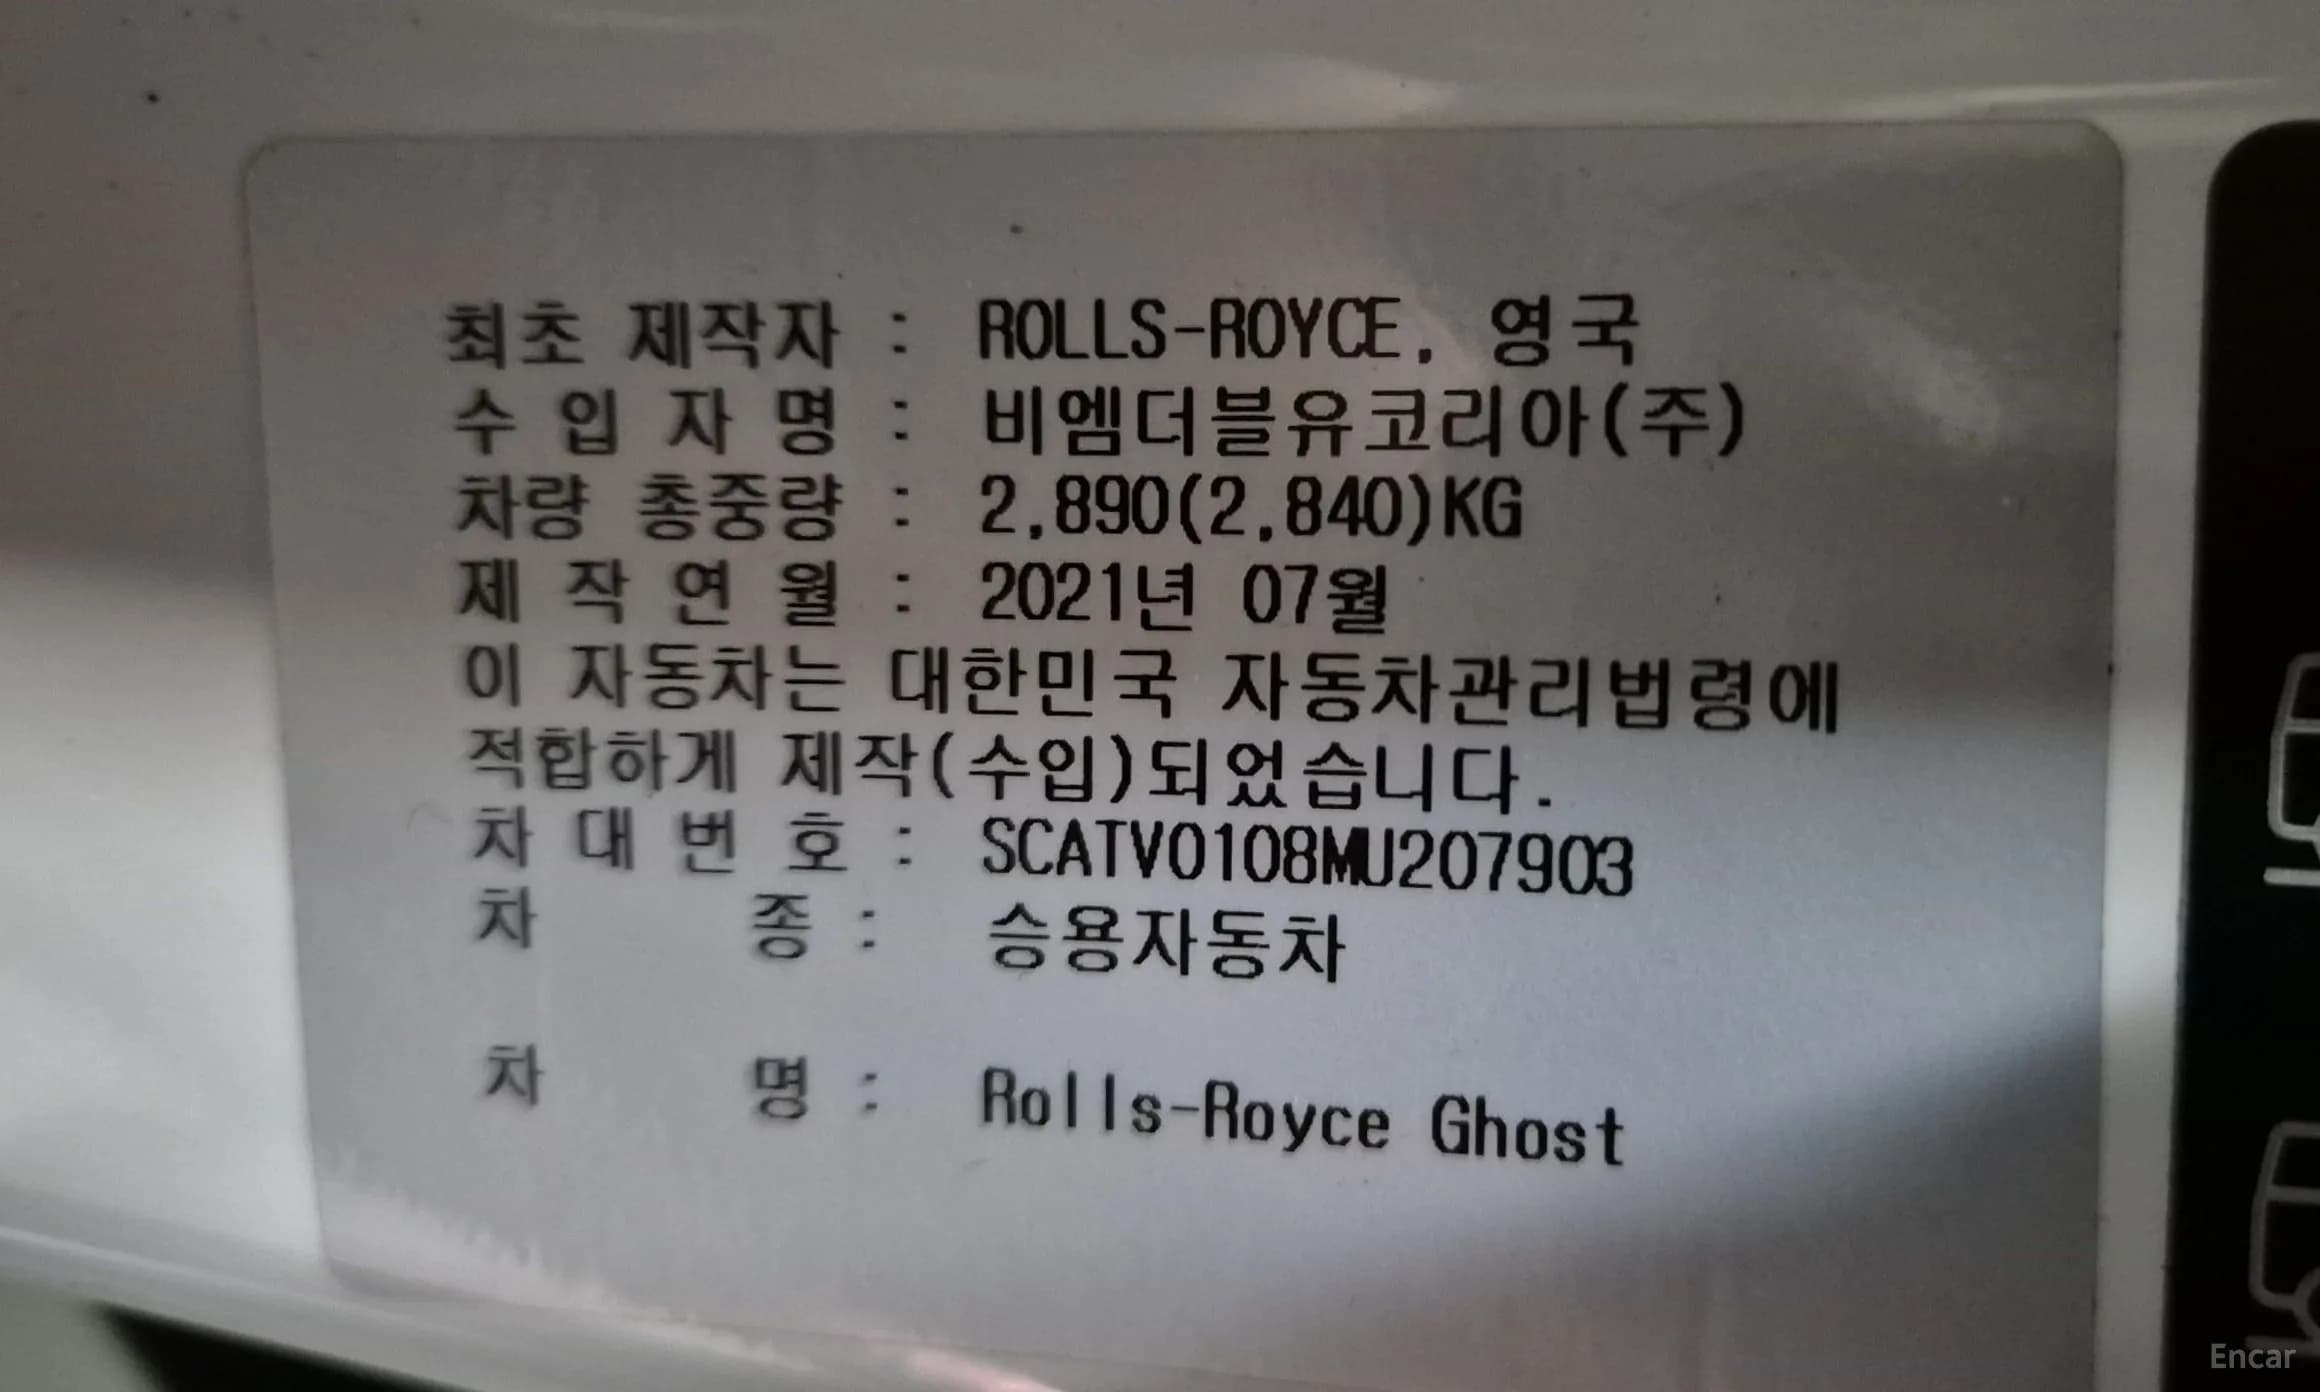 최초 제작자 : ROLLS-ROYCE. 영국
수 입 자 명 : 비엠더블유코리아(주)
차량 총중량 : 2,890(2,840)KG
제 작 연 월 : 2021년 07월
이 자동차는 대한민국 자동차관리법령에
적합하게 제작(수입)되었습니다.
차 대 번 호 : SCATV0108MU207903
차 종 : 승용자동차
차 명 : Rolls-Royce Ghost
Encar